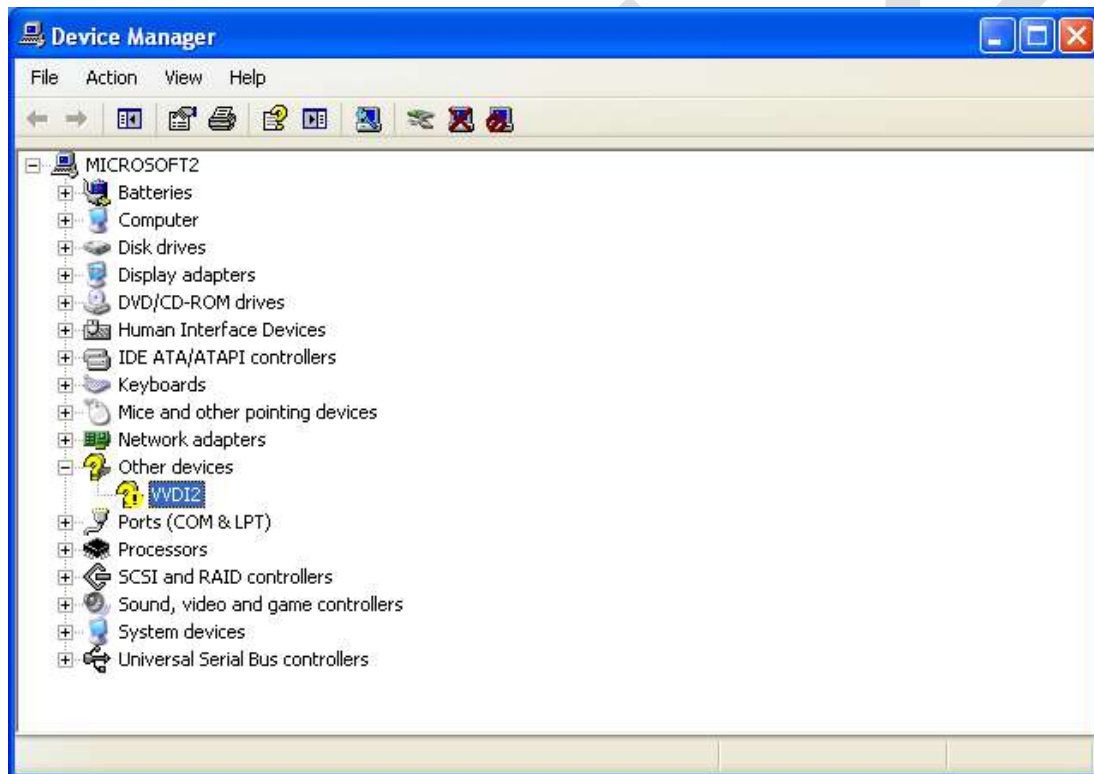 Device Manager
File Action View Help
MICROSOFT2
Batteries
Computer
Disk drives
Display adapters
DVD/CD-ROM drives
Human Interface Devices
IDE ATA/ATAPI controllers
Keyboards
Mice and other pointing devices
Network adapters
Other devices
VVDI2
Ports (COM & LPT)
Processors
SCSI and RAID controllers
Sound, video and game controllers
System devices
Universal Serial Bus controllers